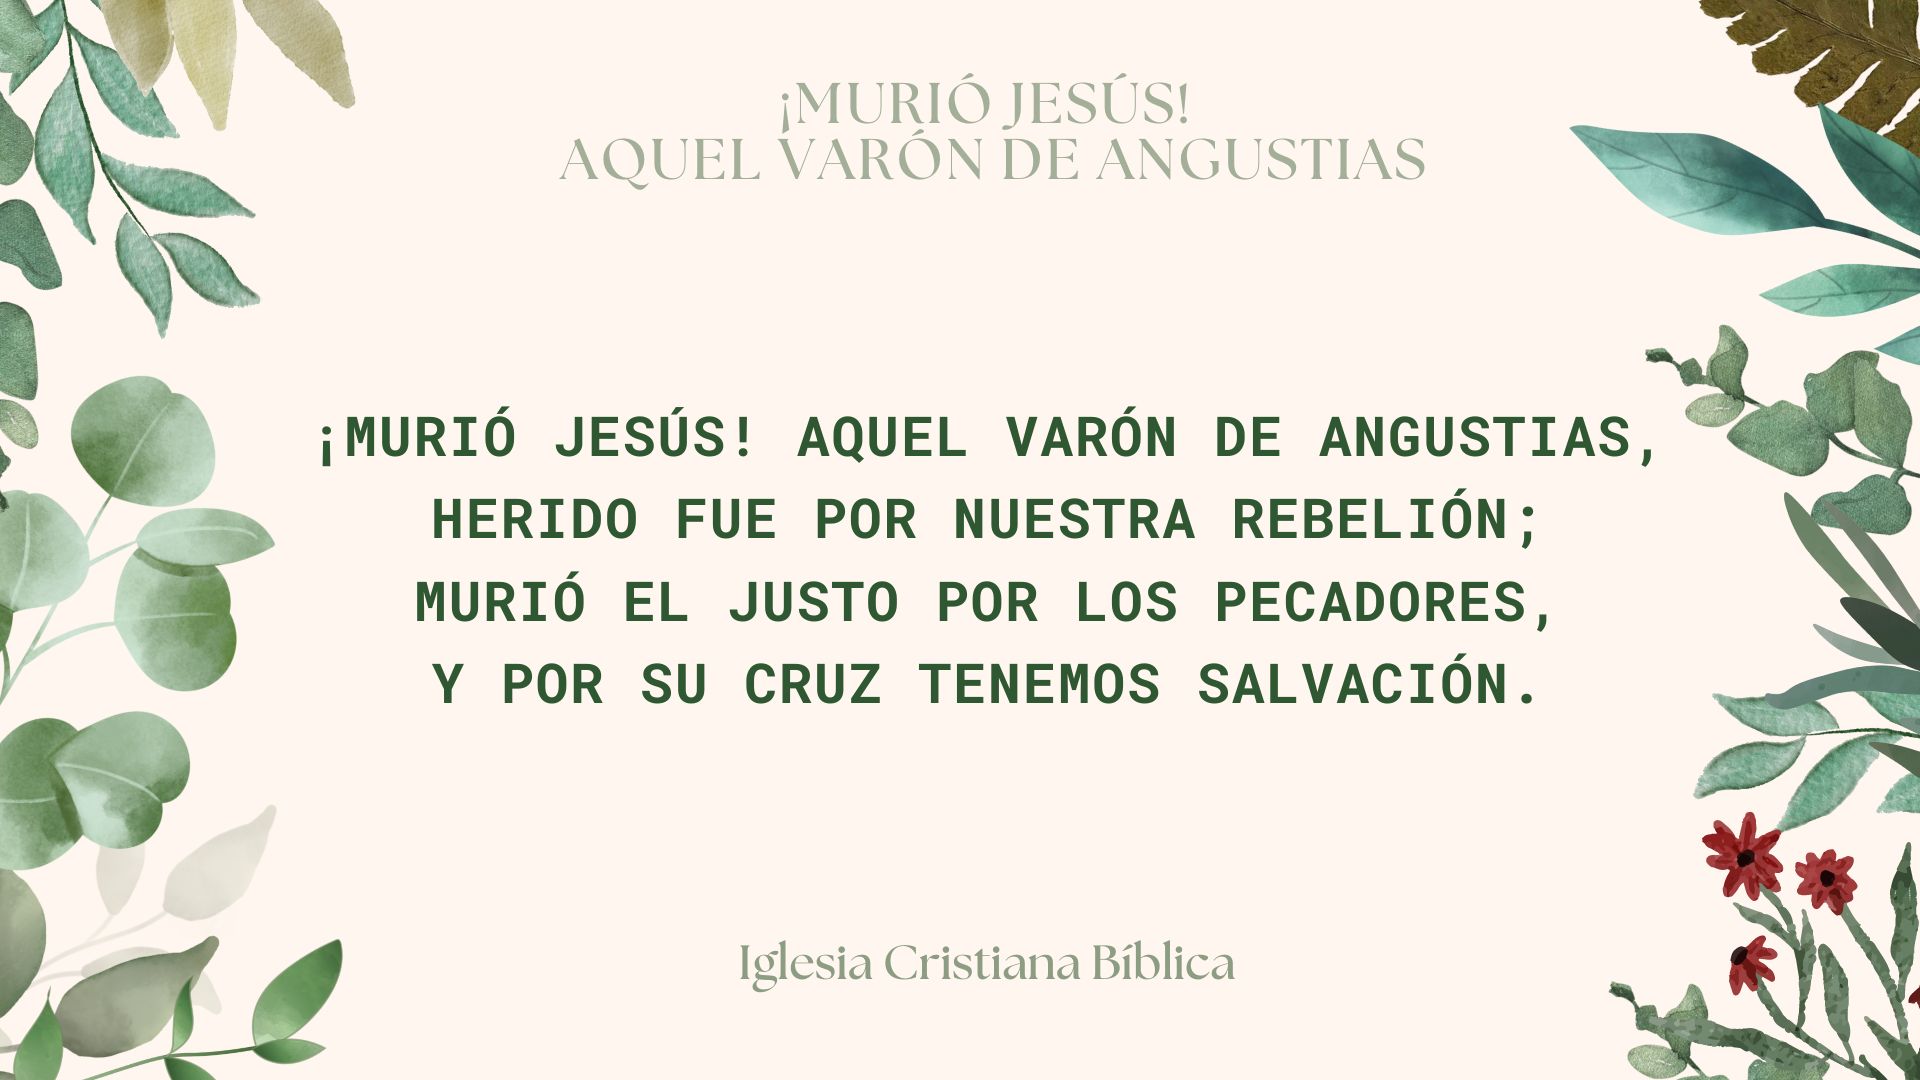 ¡MURIÓ JESÚS!
AQUEL VARÓN DE ANGUSTIAS
¡MURIÓ JESÚS! AQUEL VARÓN DE ANGUSTIAS,
HERIDO FUE POR NUESTRA REBELIÓN;
MURIÓ EL JUSTO POR LOS PECADORES,
Y POR SU CRUZ TENEMOS SALVACIÓN.
Iglesia Cristiana Bíblica